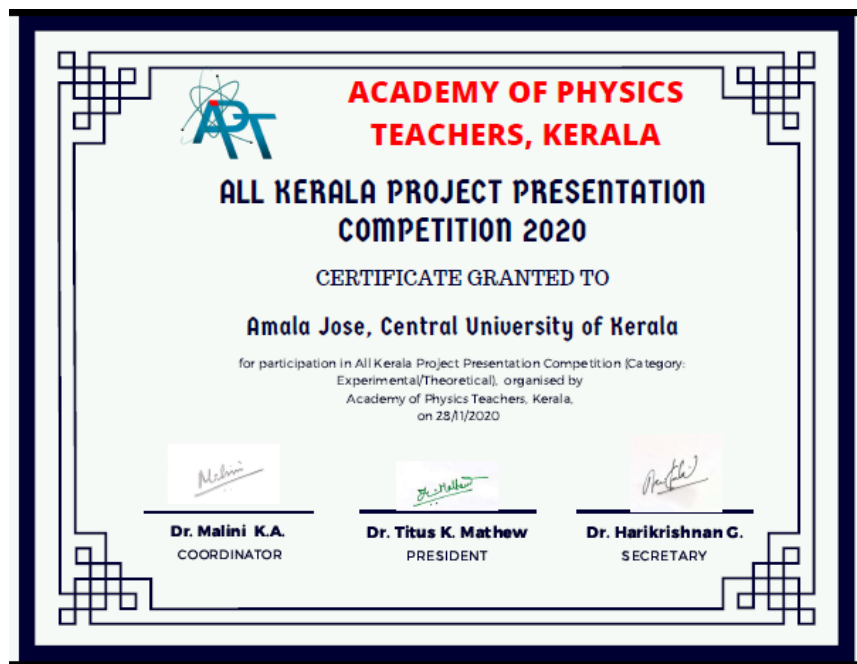 APT
ACADEMY OF PHYSICS
TEACHERS, KERALA
ALL KERALA PROJECT PRESENTATION
COMPETITION 2020
CERTIFICATE GRANTED TO
Amala Jose, Central University of Kerala
for participation in All Kerala Project Presentation Competition (Category:
Experimental/Theoretical), organised by
Academy of Physics Teachers, Kerala,
on 28/11/2020
Malini
Dr. Malini K.A.
COORDINATOR
Dr. Titus K. Mathew
PRESIDENT
Dr. Harikrishnan G.
SECRETARY